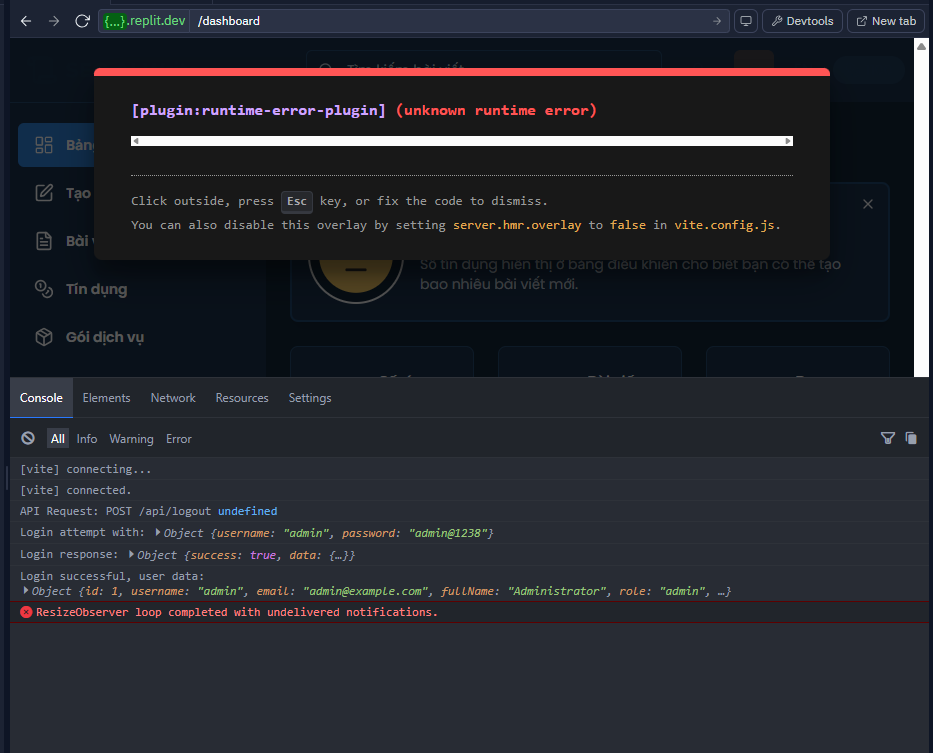 {...}.replit.dev /dashboard Devtools New tab
Tìm kiếm bài viết
[plugin:runtime-error-plugin] (unknown runtime error)
Click outside, press Esc key, or fix the code to dismiss.
You can also disable this overlay by setting server.hmr.overlay to false in vite.config.js.
Tạo
Bài
Tín dụng
Gói dịch vụ
Số tín dụng hiển thị ở bảng điều khiển cho biết bạn có thể tạo
bao nhiêu bài viết mới.
Console Elements Network Resources Settings
All Info Warning Error
[vite] connecting...
[vite] connected.
API Request: POST /api/logout undefined
Login attempt with: Object {username: "admin", password: "admin@1238"}
Login response: Object {success: true, data: {…}}
Login successful, user data:
Object {id: 1, username: "admin", email: "admin@example.com", fullName: "Administrator", role: "admin", …}
ResizeObserver loop completed with undelivered notifications.